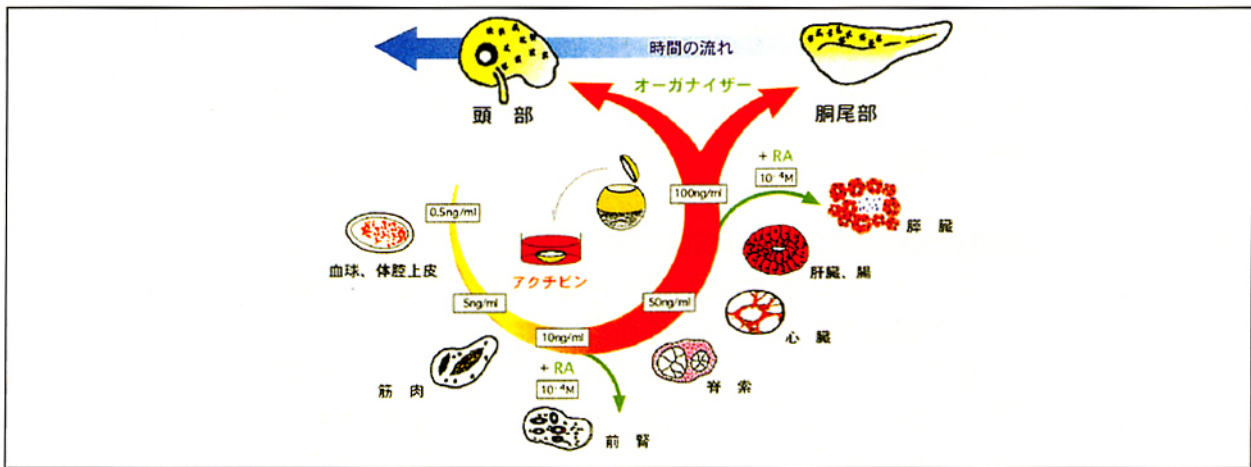 時間の流れ
オーガナイザー
頭 部
胴尾部
+ RA
10⁻⁴M
100ng/ml
0.5ng/ml
膵 臓
血球、体腔上皮
アクチビン
肝臓、腸
5ng/ml
50ng/ml
10ng/ml
心 臓
+ RA
10⁻⁴M
筋 肉
脊 索
前 腎